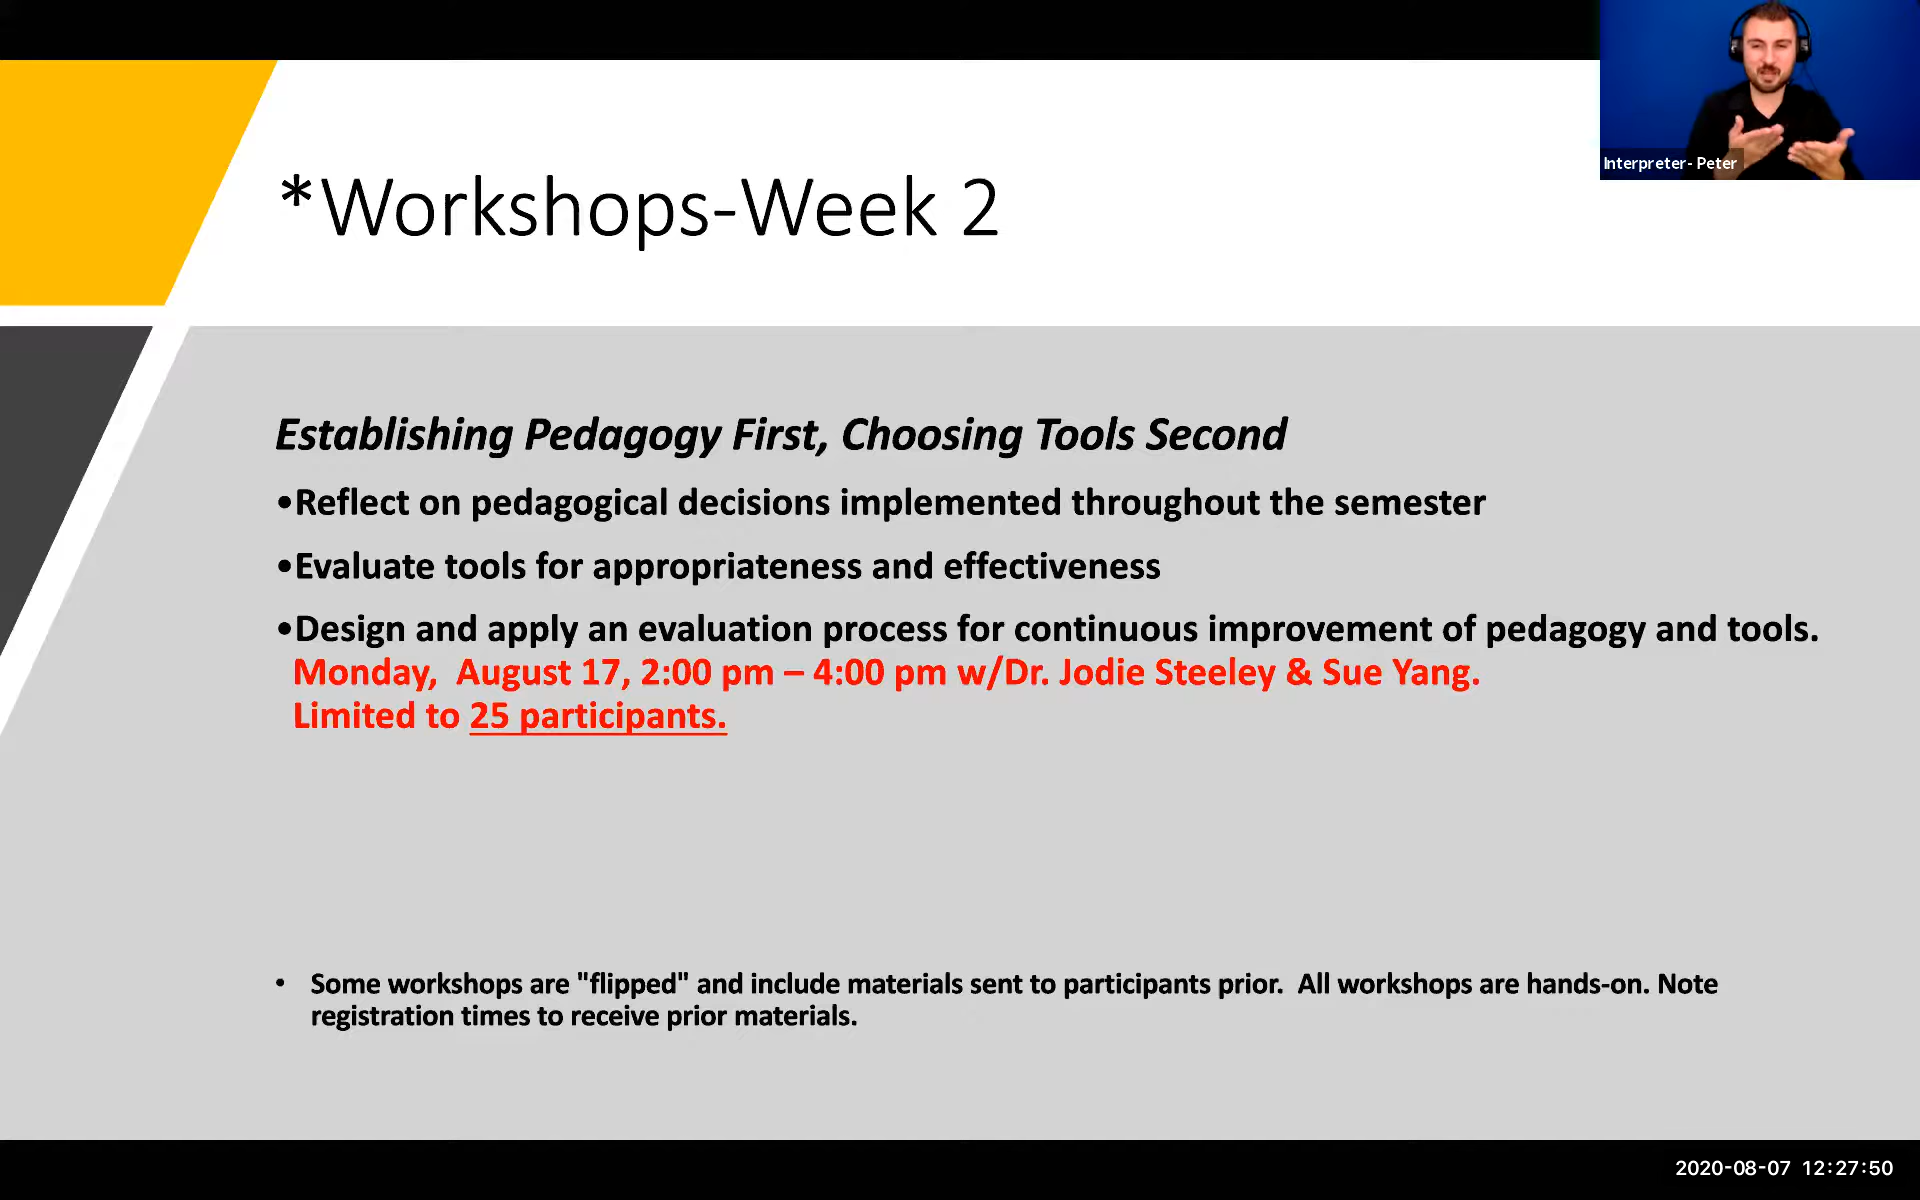 *Workshops-Week 2
Interpreter- Peter
Establishing Pedagogy First, Choosing Tools Second
•Reflect on pedagogical decisions implemented throughout the semester
•Evaluate tools for appropriateness and effectiveness
•Design and apply an evaluation process for continuous improvement of pedagogy and tools.
Monday,  August 17, 2:00 pm – 4:00 pm w/Dr. Jodie Steeley & Sue Yang.
Limited to 25 participants.
• Some workshops are "flipped" and include materials sent to participants prior.  All workshops are hands-on. Note
registration times to receive prior materials.
2020-08-07 12:27:50